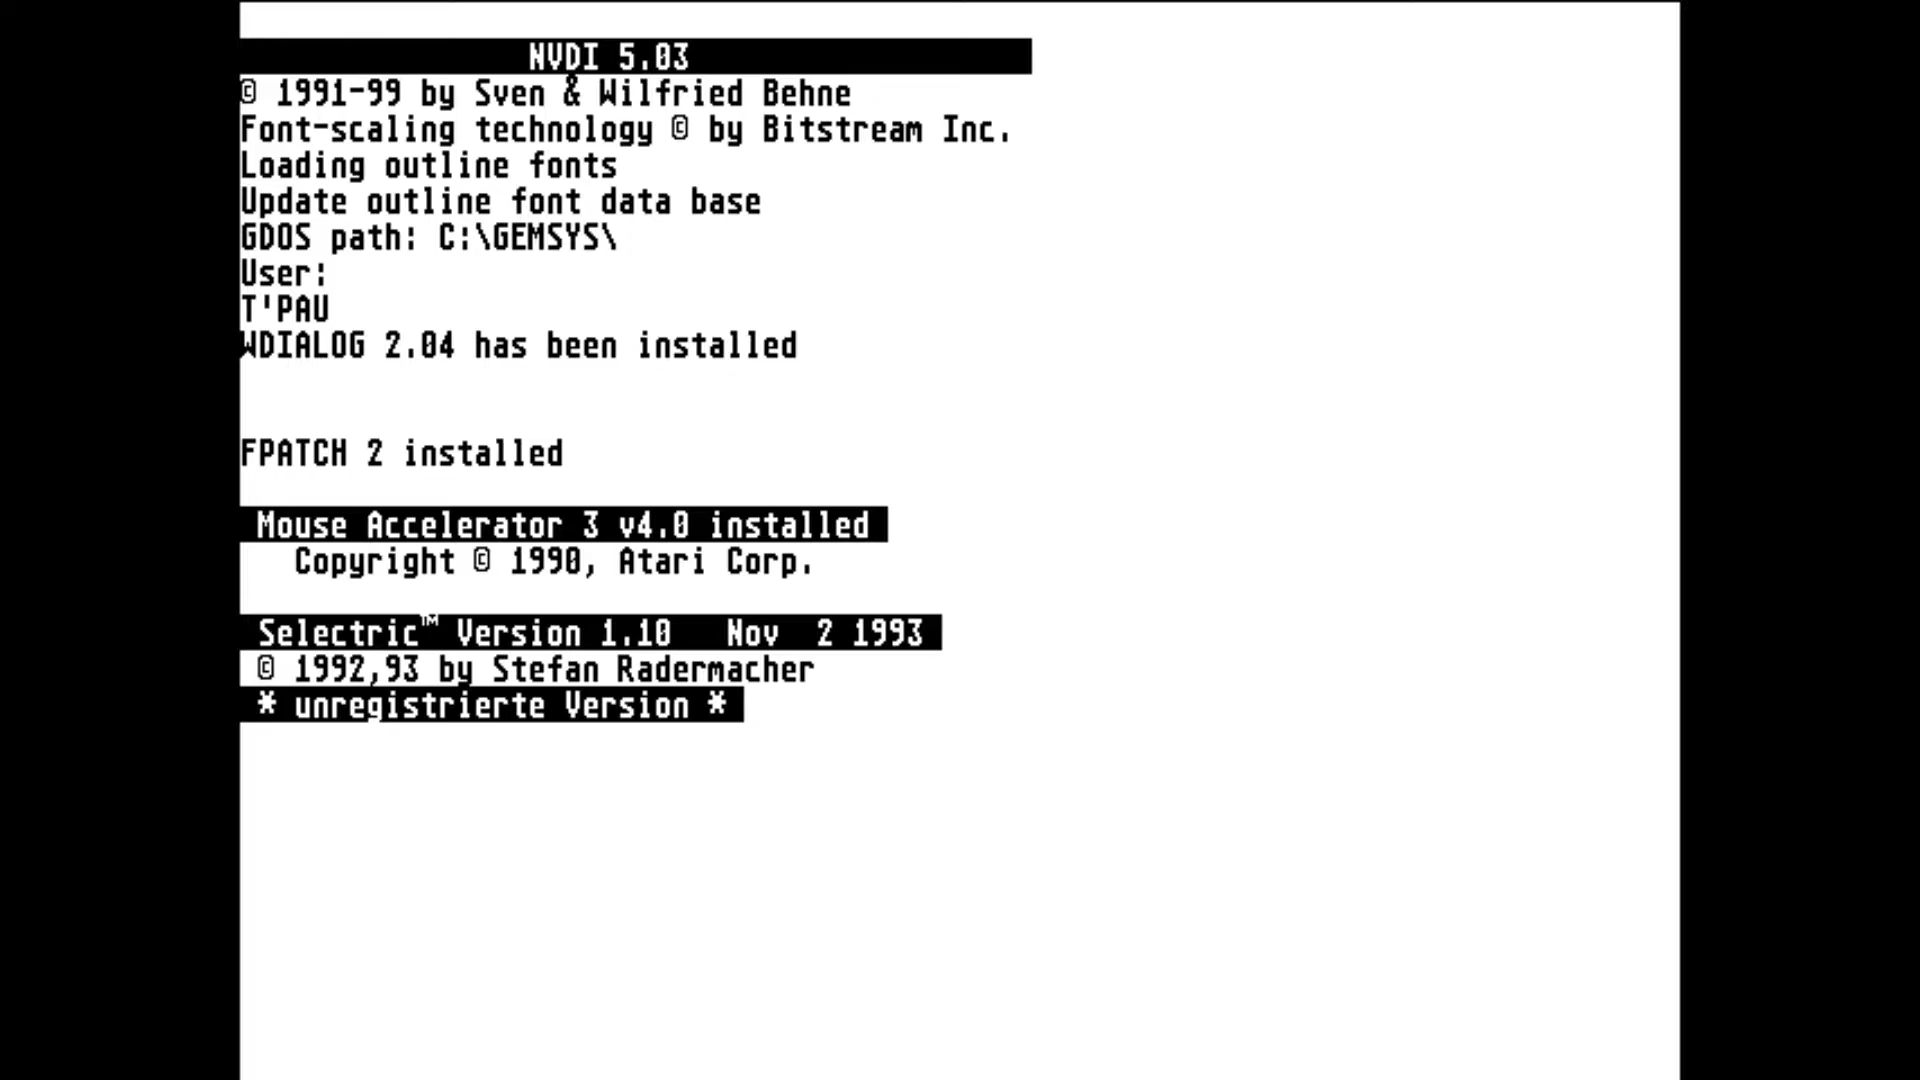 NVDI 5.03
© 1991-99 by Sven & Wilfried Behne
Font-scaling technology © by Bitstream Inc.
Loading outline fonts
Update outline font data base
GDOS path: C:\GEMSYS\
User:
T'PAU
WDIALOG 2.04 has been installed
FPATCH 2 installed
Mouse Accelerator 3 v4.0 installed
Copyright © 1990, Atari Corp.
Selectric™ Version 1.10   Nov  2 1993
© 1992,93 by Stefan Radermacher
* unregistrierte Version *